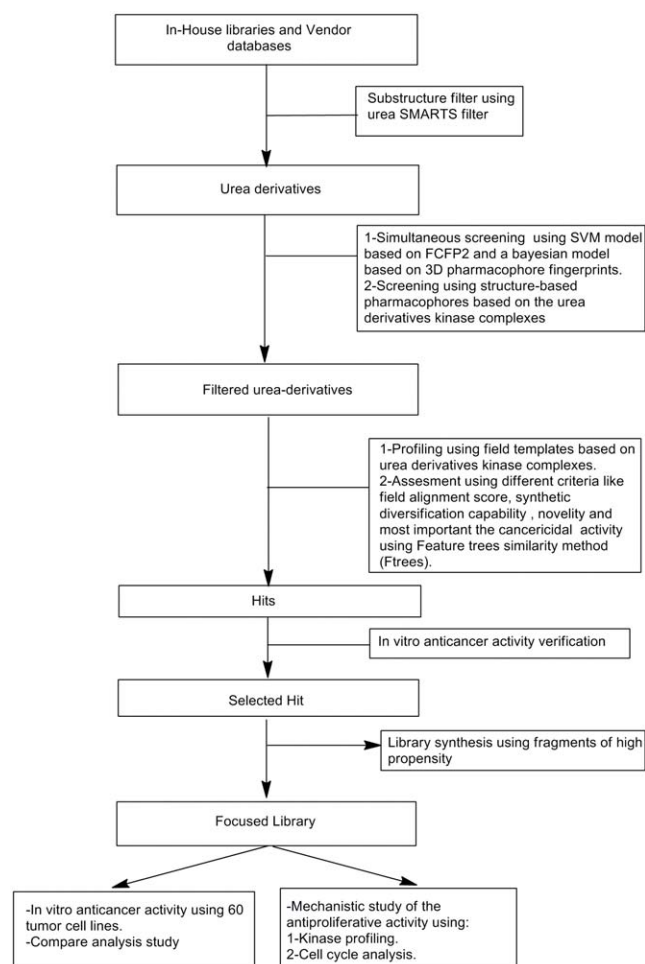 In-House libraries and Vendor
databases
Substructure filter using
urea SMARTS filter
Urea derivatives
1-Simultaneous screening using SVM model
based on FCFP2 and a bayesian model
based on 3D pharmacophore fingerprints.
2-Screening using structure-based
pharmacophores based on the urea
derivatives kinase complexes
Filtered urea-derivatives
1-Profiling using field templates based on
urea derivatives kinase complexes.
2-Assesment using different criteria like
field alignment score, synthetic
diversification capability , novelity and
most important the cancericidal activity
using Feature trees similarity method
(Ftrees).
Hits
In vitro anticancer activity verification
Selected Hit
Library synthesis using fragments of high
propensity
Focused Library
-In vitro anticancer activity using 60
tumor cell lines.
-Compare analysis study
-Mechanistic study of the
antiproliferative activity using:
1-Kinase profiling.
2-Cell cycle analysis.